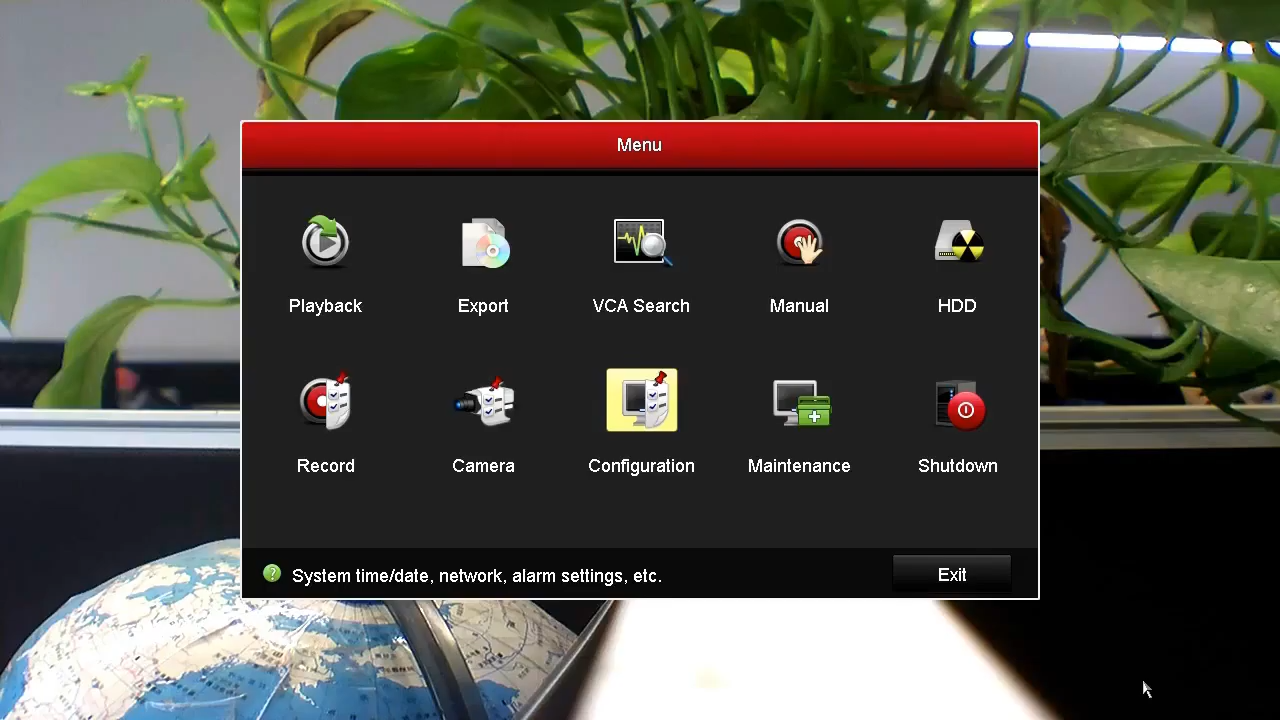 Menu
Playback
Export
VCA Search
Manual
HDD
Record
Camera
Configuration
Maintenance
Shutdown
System time/date, network, alarm settings, etc.
Exit